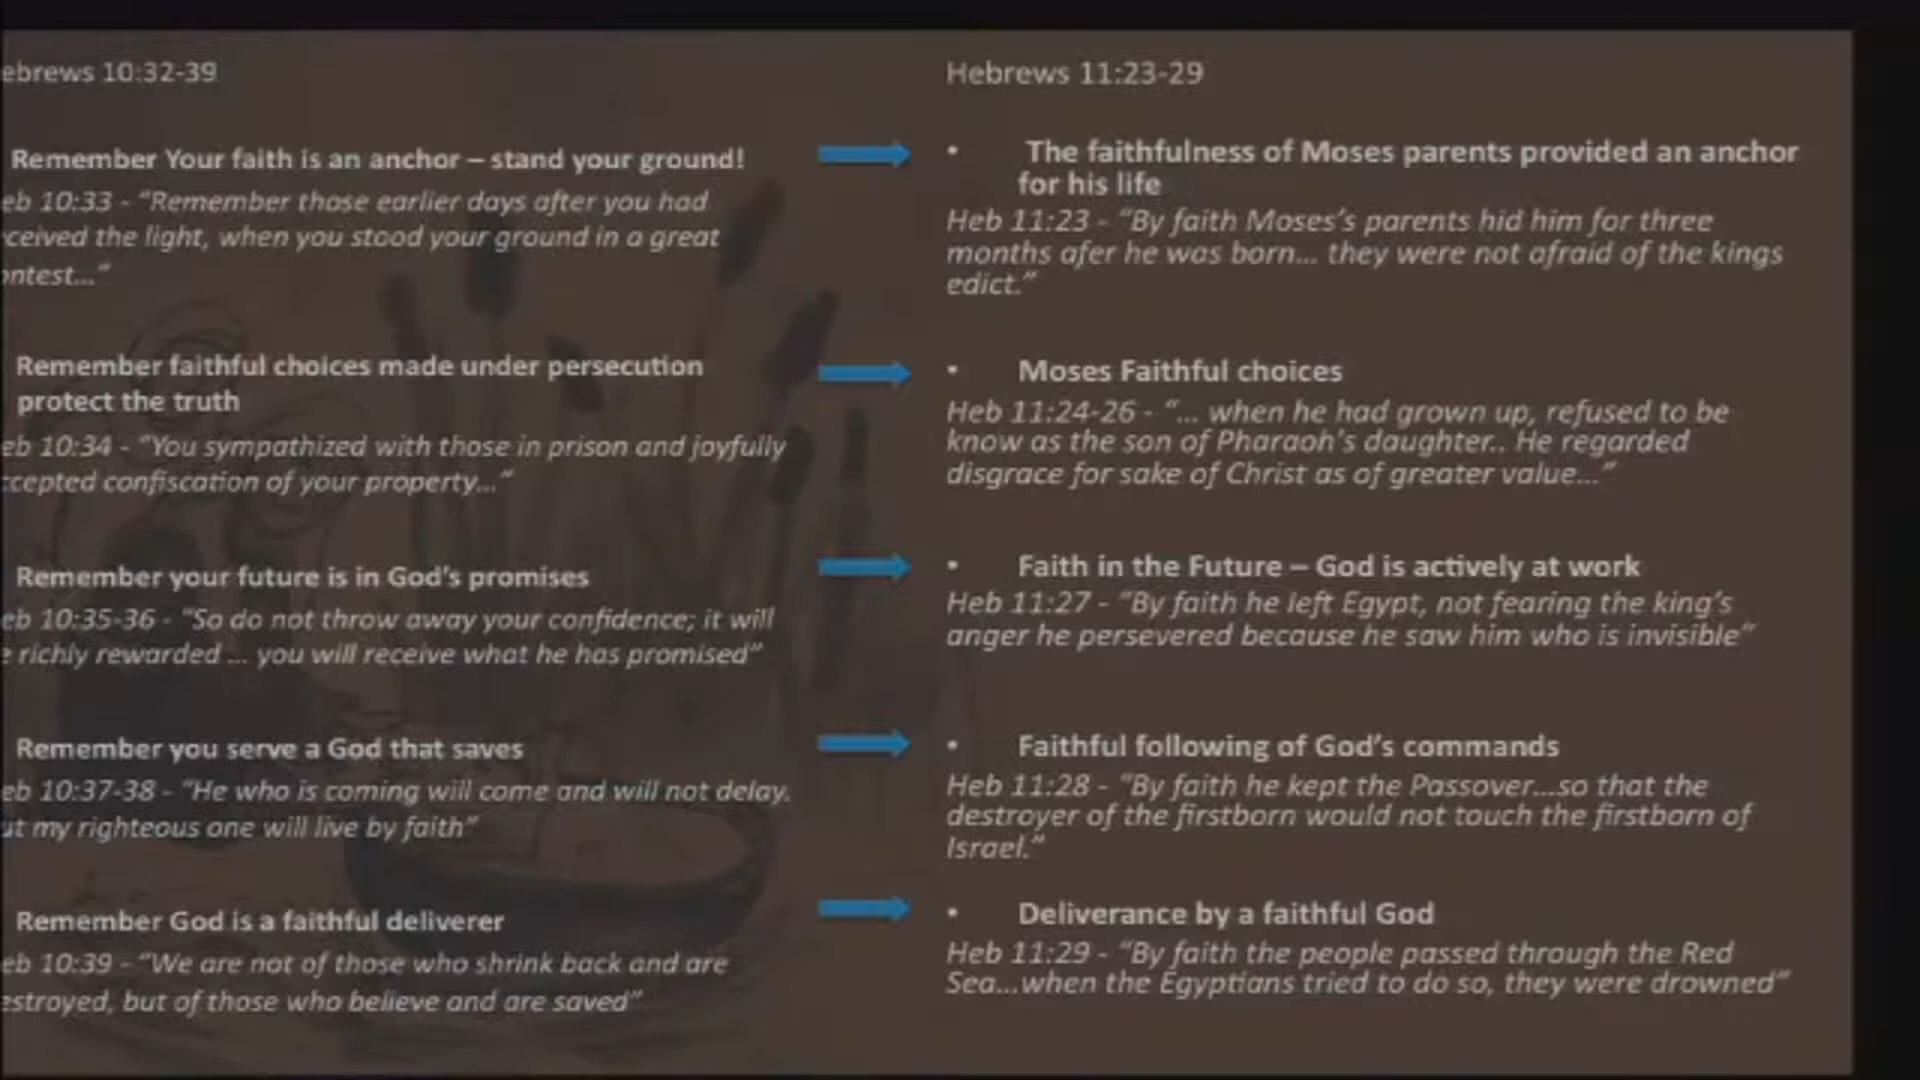 ebrews 10:32-39
Remember Your faith is an anchor – stand your ground!
eb 10:33 - “Remember those earlier days after you had
ceived the light, when you stood your ground in a great
ontest...”
Remember faithful choices made under persecution
protect the truth
eb 10:34 - “You sympathized with those in prison and joyfully
ccepted confiscation of your property...”
Remember your future is in God’s promises
eb 10:35-36 - “So do not throw away your confidence; it will
e richly rewarded ... you will receive what he has promised”
Remember you serve a God that saves
eb 10:37-38 - “He who is coming will come and will not delay.
ut my righteous one will live by faith”
Remember God is a faithful deliverer
eb 10:39 - “We are not of those who shrink back and are
estroyed, but of those who believe and are saved”
Hebrews 11:23-29
• The faithfulness of Moses parents provided an anchor
for his life
Heb 11:23 - “By faith Moses’s parents hid him for three
months afer he was born... they were not afraid of the kings
edict.”
• Moses Faithful choices
Heb 11:24-26 - “... when he had grown up, refused to be
know as the son of Pharaoh’s daughter.. He regarded
disgrace for sake of Christ as of greater value...”
• Faith in the Future – God is actively at work
Heb 11:27 - “By faith he left Egypt, not fearing the king’s
anger he persevered because he saw him who is invisible”
• Faithful following of God’s commands
Heb 11:28 - “By faith he kept the Passover...so that the
destroyer of the firstborn would not touch the firstborn of
Israel.”
• Deliverance by a faithful God
Heb 11:29 - “By faith the people passed through the Red
Sea...when the Egyptians tried to do so, they were drowned”